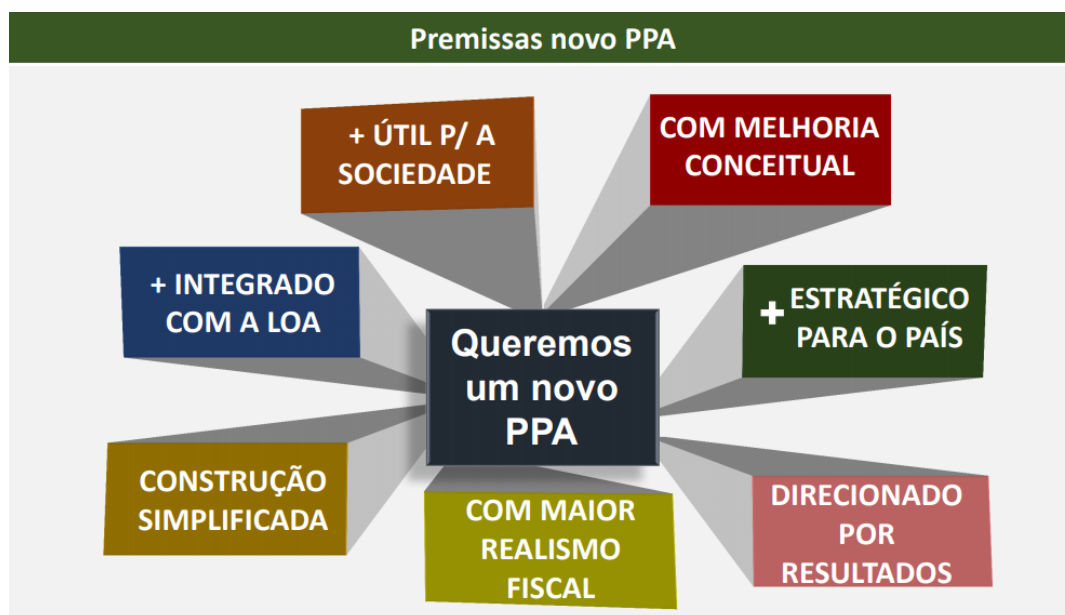 Premissas novo PPA
+ ÚTIL P/ A
SOCIEDADE
COM MELHORIA
CONCEITUAL
+ INTEGRADO
COM A LOA
+ ESTRATÉGICO
PARA O PAÍS
Queremos
um novo
PPA
CONSTRUÇÃO
SIMPLIFICADA
COM MAIOR
REALISMO
FISCAL
DIRECIONADO
POR
RESULTADOS